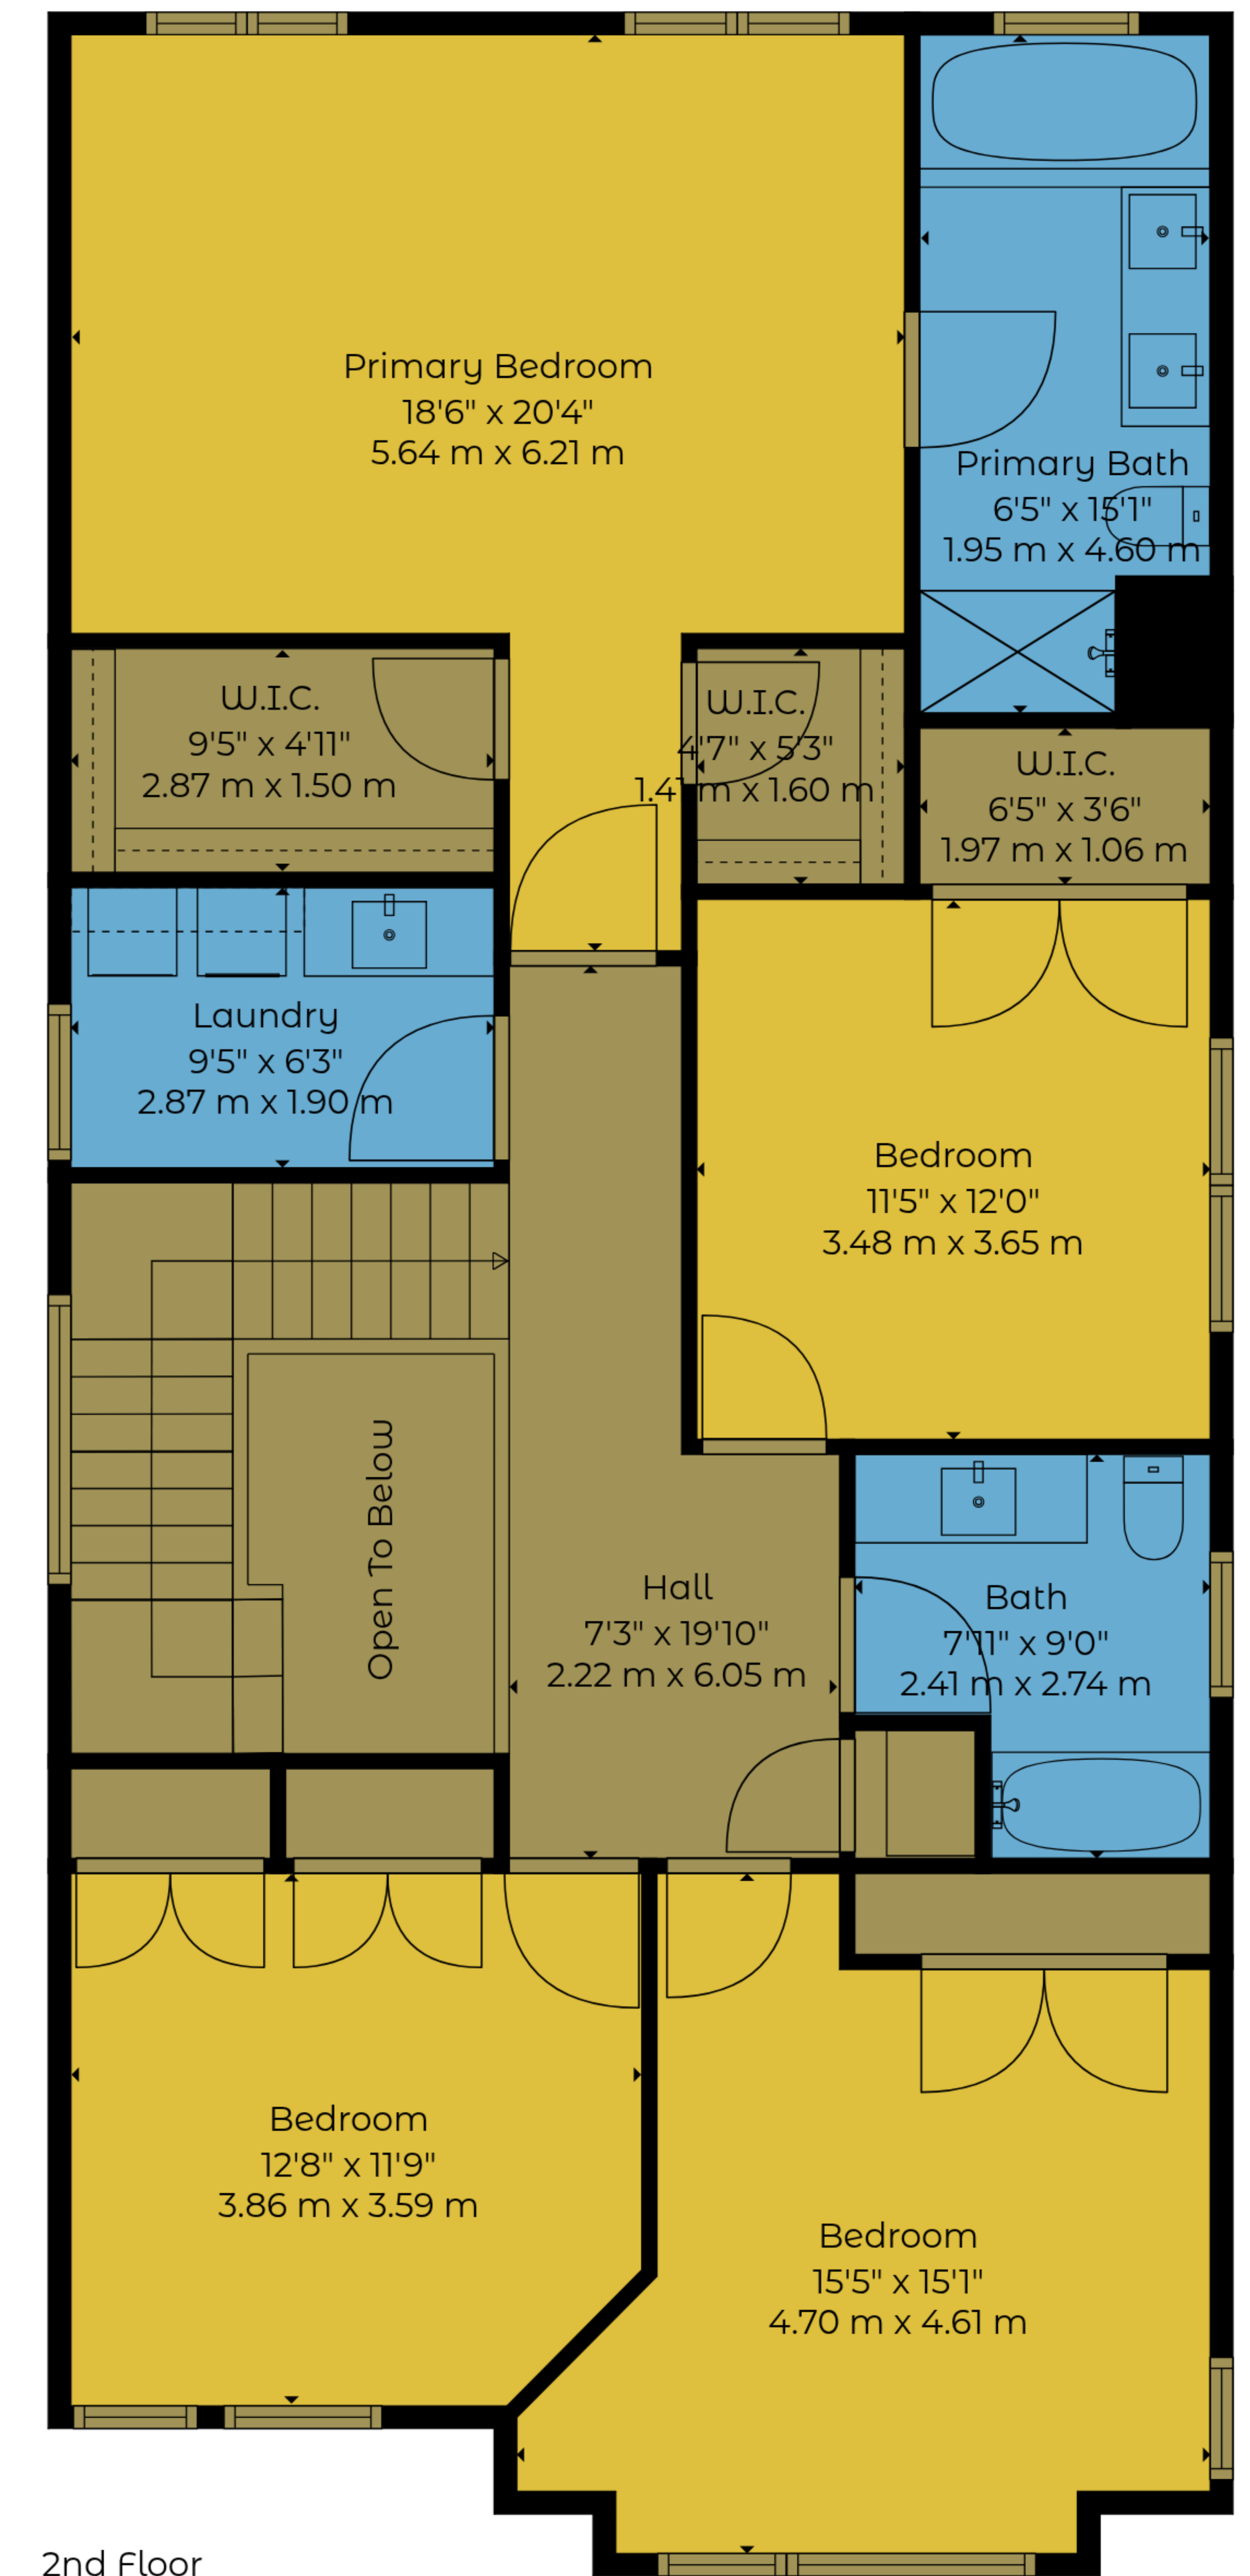 Primary Bedroom
18'6" x 20'4"
5.64 m x 6.21 m
Primary Bath
6'5" x 15'1"
1.95 m x 4.60 m
W.I.C.
9'5" x 4'11"
2.87 m x 1.50 m
W.I.C.
4'7" x 5'3"
1.41 m x 1.60 m
W.I.C.
6'5" x 3'6"
1.97 m x 1.06 m
Laundry
9'5" x 6'3"
2.87 m x 1.90 m
Bedroom
11'5" x 12'0"
3.48 m x 3.65 m
Open To Below
Hall
7'3" x 19'10"
2.22 m x 6.05 m
Bath
7'11" x 9'0"
2.41 m x 2.74 m
Bedroom
12'8" x 11'9"
3.86 m x 3.59 m
Bedroom
15'5" x 15'1"
4.70 m x 4.61 m
2nd Floor